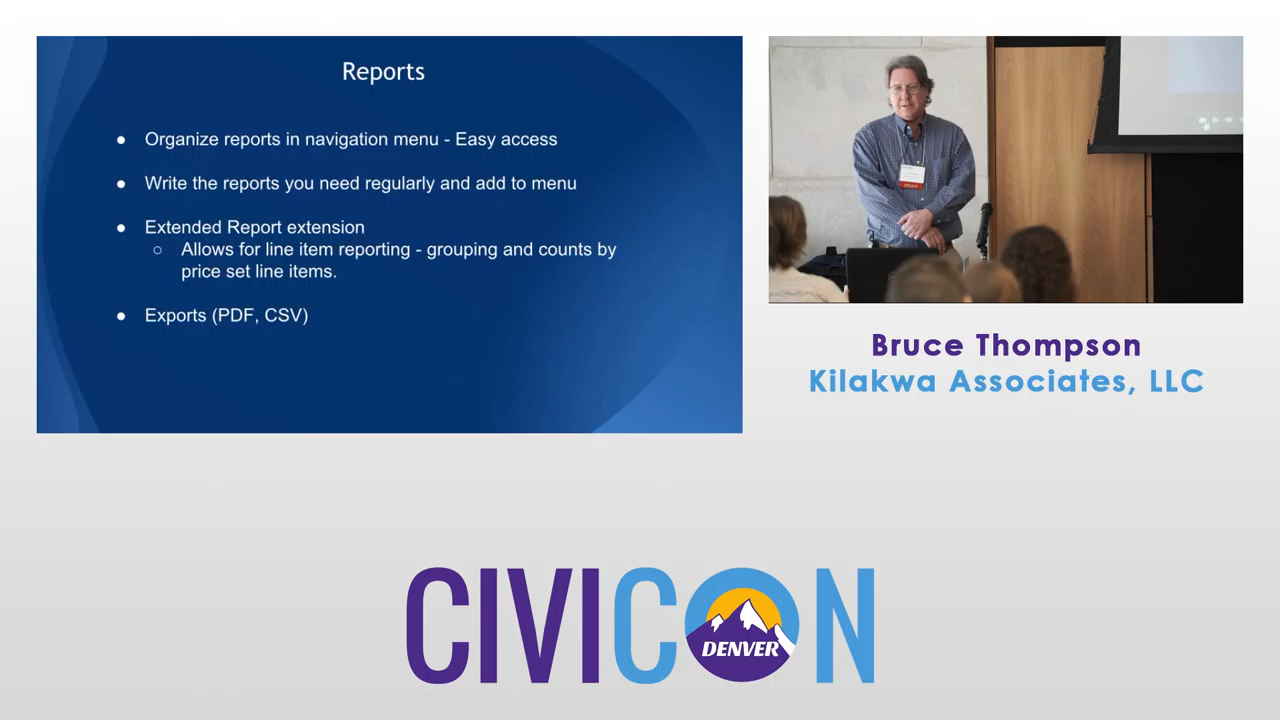 Reports
● Organize reports in navigation menu - Easy access
● Write the reports you need regularly and add to menu
● Extended Report extension
○ Allows for line item reporting - grouping and counts by
price set line items.
● Exports (PDF, CSV)
Bruce Thompson
Kilakwa Associates, LLC
CIVICON
DENVER